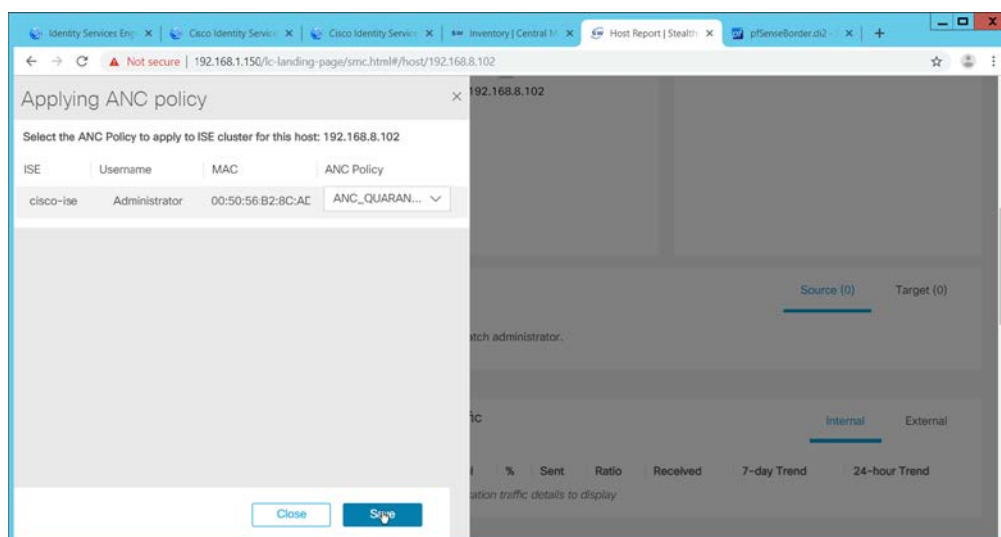 Identity Services Eng
Cisco Identity Service
Cisco Identity Service
Inventory | Central M
Host Report | Stealth
pfSenseBorder.di2 -
Not secure | 192.168.1.150/lc-landing-page/smc.html#/host/192.168.8.102
Applying ANC policy
192.168.8.102
Select the ANC Policy to apply to ISE cluster for this host: 192.168.8.102
ISE Username MAC ANC Policy
cisco-ise Administrator 00:50:56:B2:8C:AD ANC_QUARAN...
Source (0) Target (0)
atch administrator.
ic
Internal External
% Sent Ratio Received 7-day Trend 24-hour Trend
ation traffic details to display
Close Save